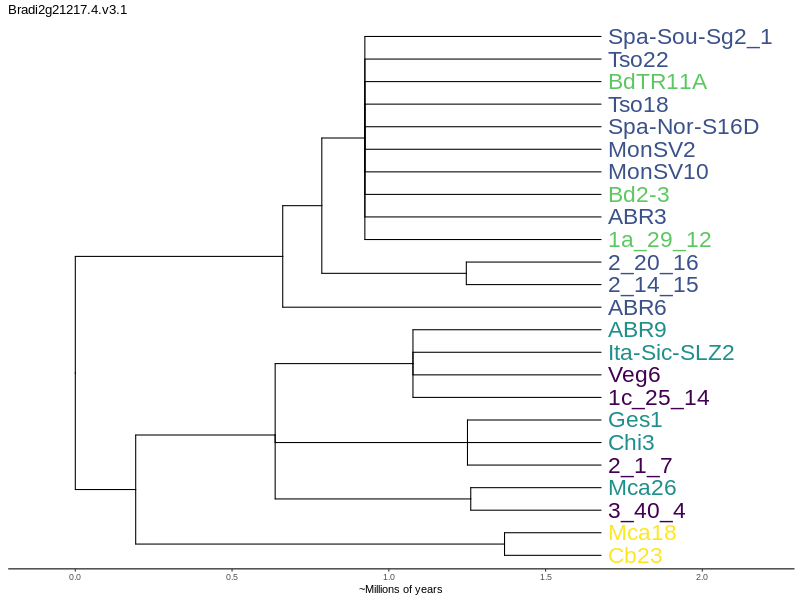 Bradi2g21217.4.v3.1
Spa-Sou-Sg2_1
Tso22
BdTR11A
Tso18
Spa-Nor-S16D
MonSV2
MonSV10
Bd2-3
ABR3
1a_29_12
2_20_16
2_14_15
ABR6
ABR9
Ita-Sic-SLZ2
Veg6
1c_25_14
Ges1
Chi3
2_1_7
Mca26
3_40_4
Mca18
Cb23
0.0 0.5 1.0 1.5 2.0
~Millions of years